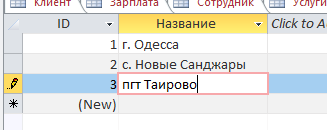 Клиент Зарплата Сотрудник Услуги
ID Название Click to A
1 г. Одесса
2 с. Новые Санджары
3 пгт Таирово
(New)